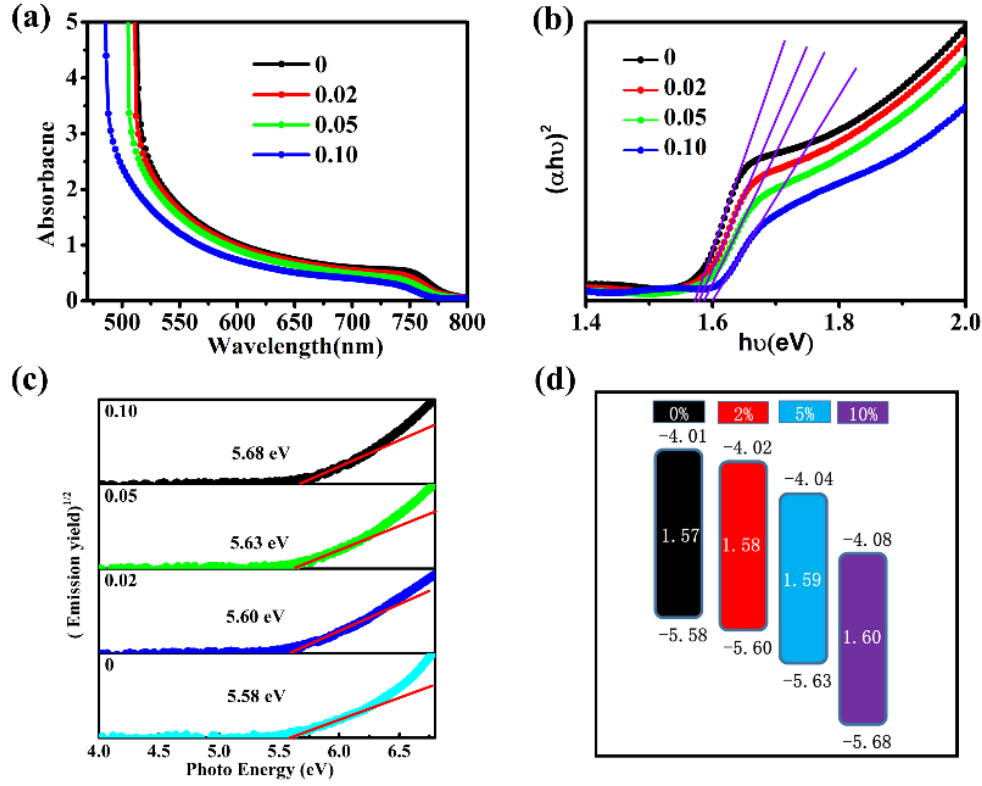 (a)
Absorbacne
5
4
3
2
1
0
0
0.02
0.05
0.10
500 550 600 650 700 750 800
Wavelength(nm)
(b)
(αhυ)²
0
0.02
0.05
0.10
1.4 1.6 1.8 2.0
hυ(eV)
(c)
( Emission yield)1/2
0.10
5.68 eV
0.05
5.63 eV
0.02
5.60 eV
0
5.58 eV
4.0 4.5 5.0 5.5 6.0 6.5
Photo Energy (eV)
(d)
0% 2% 5% 10%
-4.01
-4.02
-4.04
-4.08
1.57
1.58
1.59
1.60
-5.58
-5.60
-5.63
-5.68